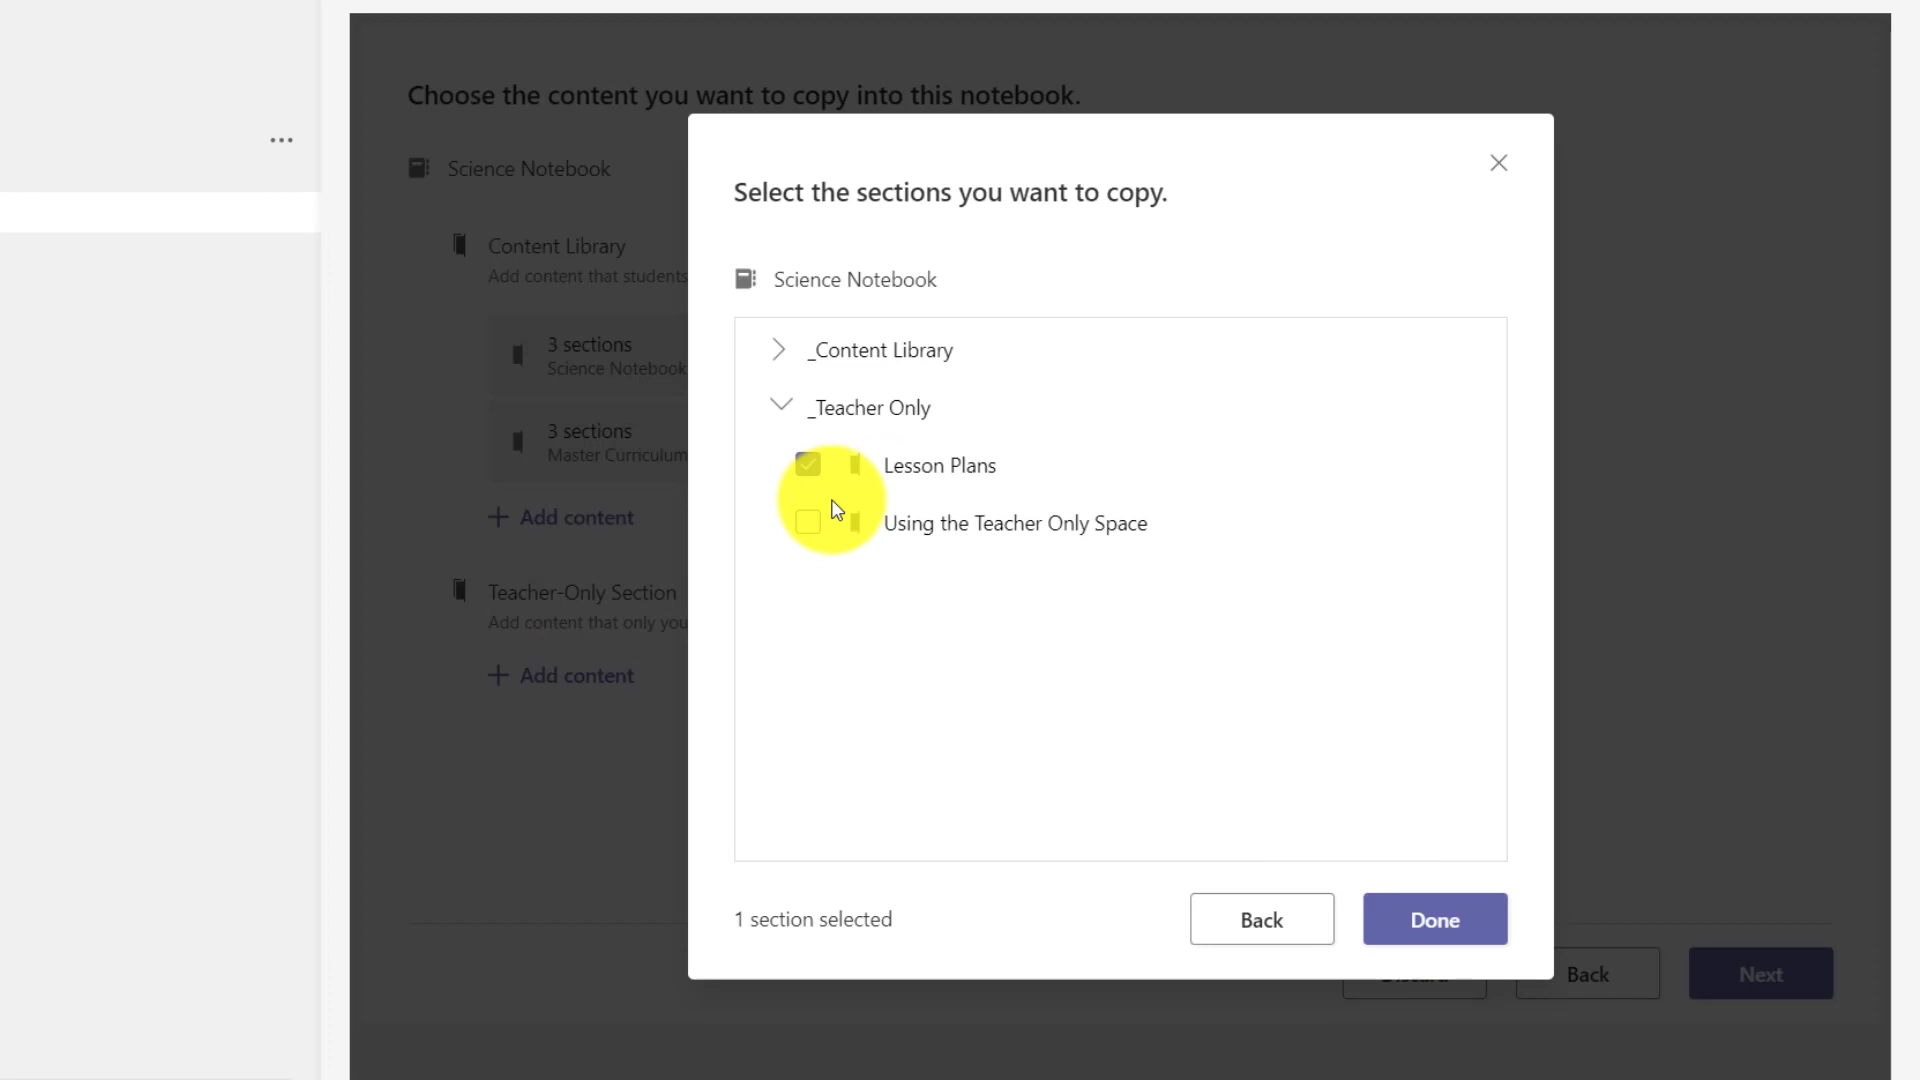 Choose the content you want to copy into this notebook.
Science Notebook
Content Library
Add content that students
3 sections
Science Notebook
3 sections
Master Curriculum
+ Add content
Teacher-Only Section
Add content that only you
+ Add content
Select the sections you want to copy.
Science Notebook
_Content Library
_Teacher Only
Lesson Plans
Using the Teacher Only Space
1 section selected
Back
Done
Back
Next